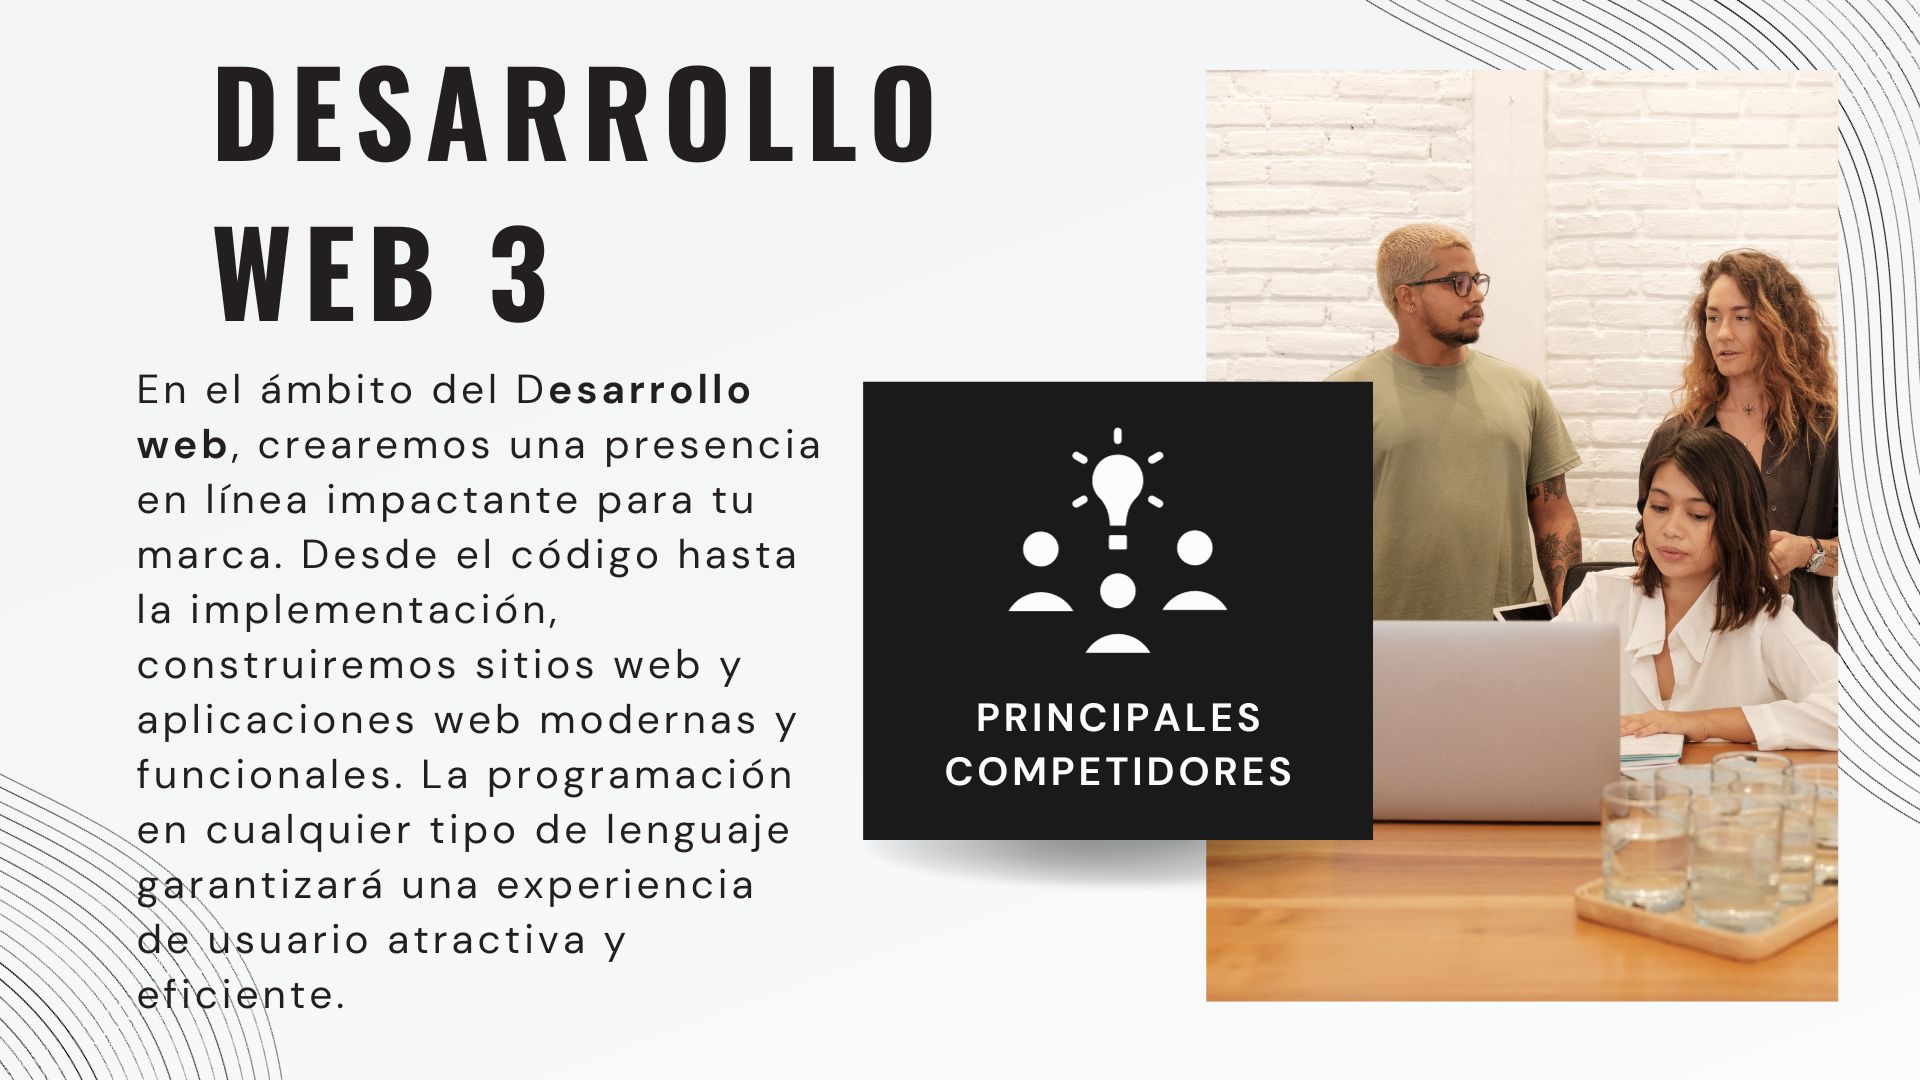 DESARROLLO
WEB 3
En el ámbito del Desarrollo
web, crearemos una presencia
en línea impactante para tu
marca. Desde el código hasta
la implementación,
construiremos sitios web y
aplicaciones web modernas y
funcionales. La programación
en cualquier tipo de lenguaje
garantizará una experiencia
de usuario atractiva y
eficiente.
PRINCIPALES
COMPETIDORES